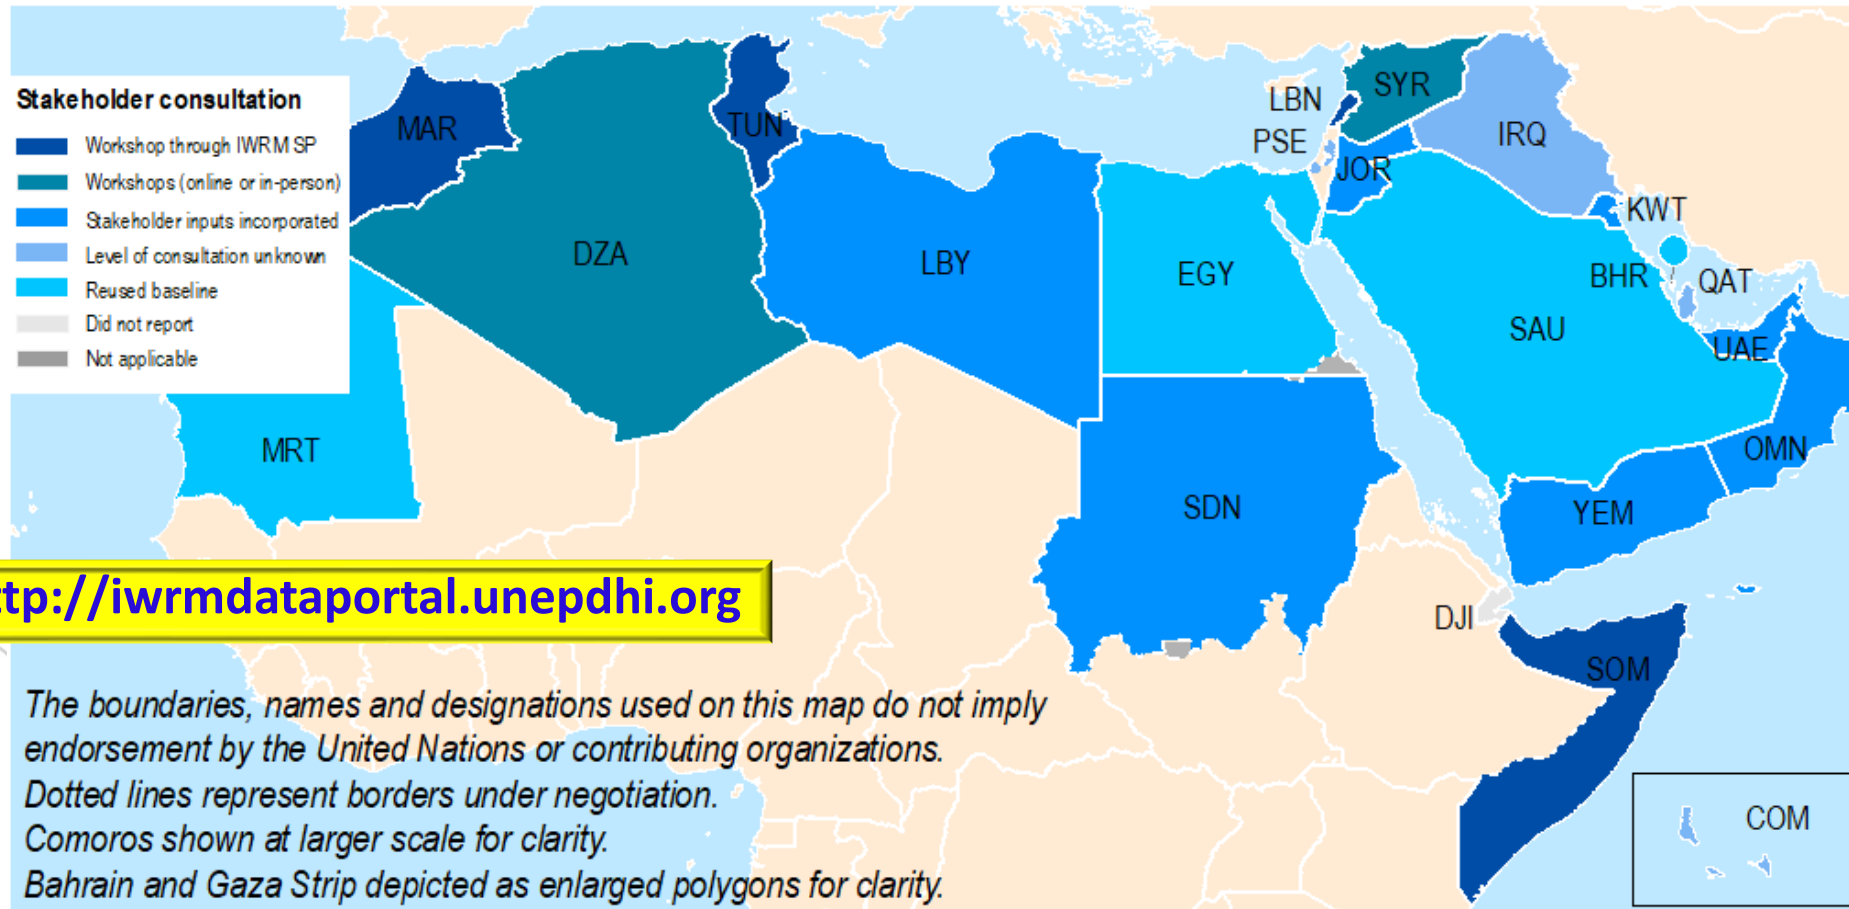 Stakeholder consultation
Workshop through IWRM SP
Workshops (online or in-person)
Stakeholder inputs incorporated
Level of consultation unknown
Reused baseline
Did not report
Not applicable
MAR
TUN
DZA
LBY
EGY
LBN
PSE
SYR
JOR
IRQ
KWT
BHR
QAT
SAU
UAE
OMN
YEM
MRT
SDN
DJI
SOM
COM
ttp://iwrmdataportal.unepdhi.org
The boundaries, names and designations used on this map do not imply
endorsement by the United Nations or contributing organizations.
Dotted lines represent borders under negotiation.
Comoros shown at larger scale for clarity.
Bahrain and Gaza Strip depicted as enlarged polygons for clarity.